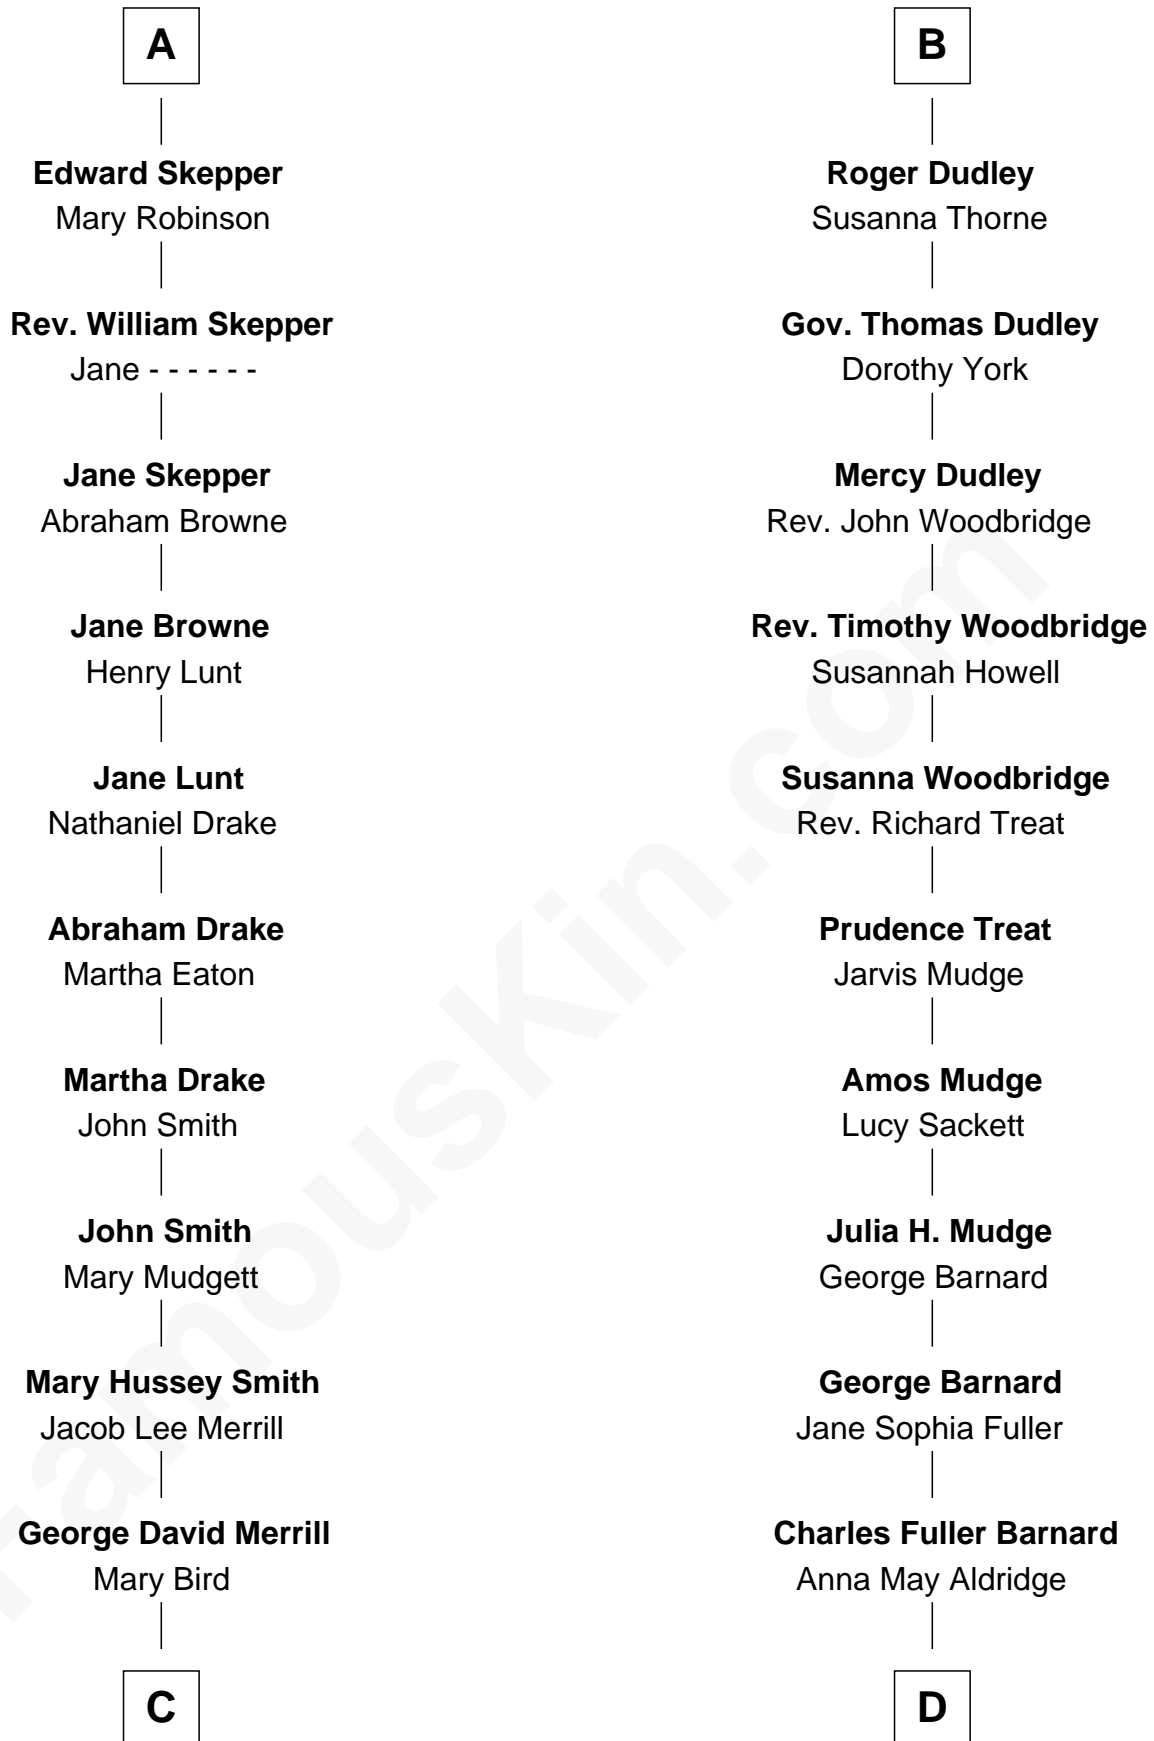 A
Edward Skepper
Mary Robinson
Rev. William Skepper
Jane - - - - - -
Jane Skepper
Abraham Browne
Jane Browne
Henry Lunt
Jane Lunt
Nathaniel Drake
Abraham Drake
Martha Eaton
Martha Drake
John Smith
John Smith
Mary Mudgett
Mary Hussey Smith
Jacob Lee Merrill
George David Merrill
Mary Bird
C
B
Roger Dudley
Susanna Thorne
Gov. Thomas Dudley
Dorothy York
Mercy Dudley
Rev. John Woodbridge
Rev. Timothy Woodbridge
Susannah Howell
Susanna Woodbridge
Rev. Richard Treat
Prudence Treat
Jarvis Mudge
Amos Mudge
Lucy Sackett
Julia H. Mudge
George Barnard
George Barnard
Jane Sophia Fuller
Charles Fuller Barnard
Anna May Aldridge
D
FamousKin.com